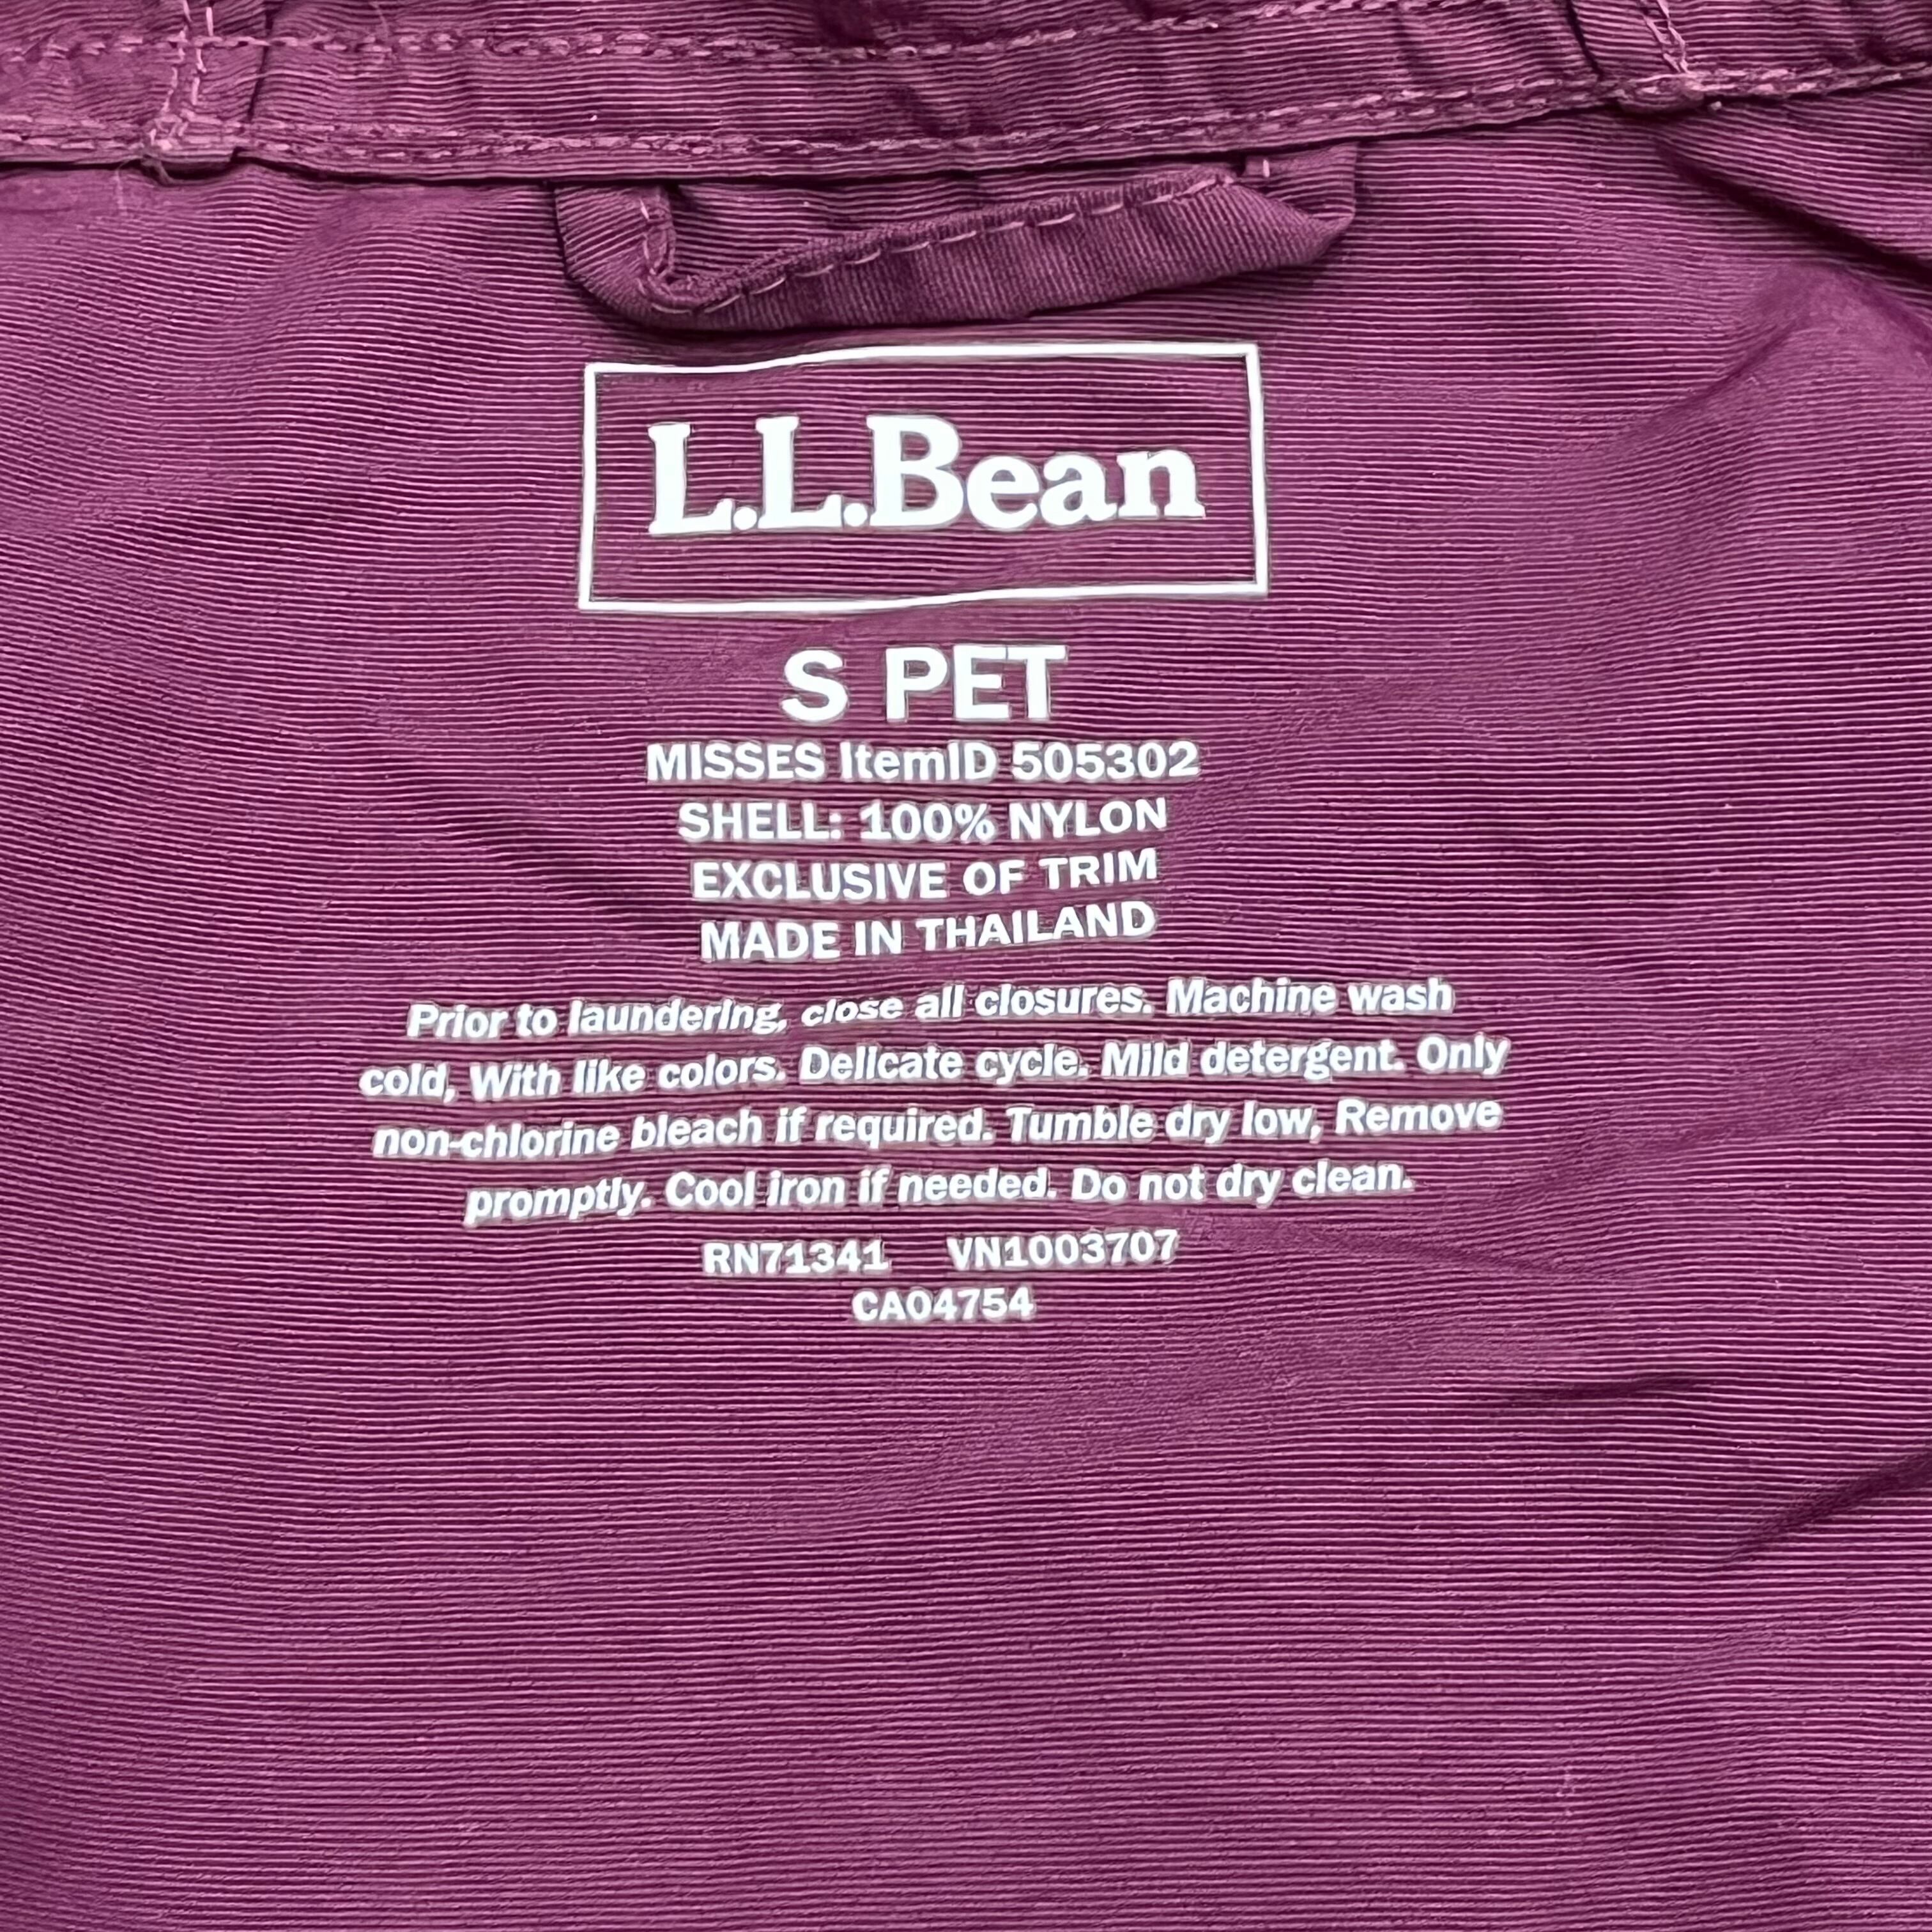 L.L.Bean
S PET
MISSES ItemID 505302
SHELL: 100% NYLON
EXCLUSIVE OF TRIM
MADE IN THAILAND
Prior to laundering, close all closures. Machine wash
cold, With like colors. Delicate cycle. Mild detergent. Only
non-chlorine bleach if required. Tumble dry low, Remove
promptly. Cool iron if needed. Do not dry clean.
RN71341 VN1003707
CA04754